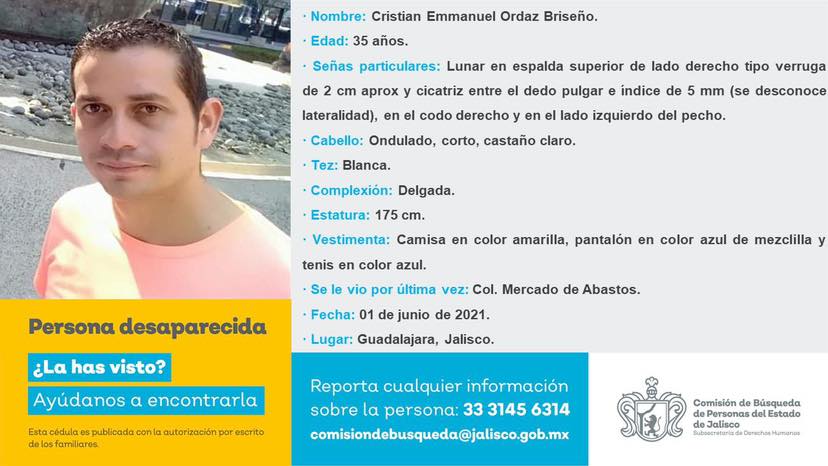 · Nombre: Cristian Emmanuel Ordaz Briseño.
· Edad: 35 años.
· Señas particulares: Lunar en espalda superior de lado derecho tipo verruga
de 2 cm aprox y cicatriz entre el dedo pulgar e índice de 5 mm (se desconoce
lateralidad), en el codo derecho y en el lado izquierdo del pecho.
· Cabello: Ondulado, corto, castaño claro.
· Tez: Blanca.
· Complexión: Delgada.
· Estatura: 175 cm.
· Vestimenta: Camisa en color amarilla, pantalón en color azul de mezclilla y
tenis en color azul.
· Se le vio por última vez: Col. Mercado de Abastos.
· Fecha: 01 de junio de 2021.
· Lugar: Guadalajara, Jalisco.
Persona desaparecida
¿La has visto?
Ayúdanos a encontrarla
Esta cédula es publicada con la autorización por escrito
de los familiares.
Reporta cualquier información
sobre la persona: 33 3145 6314
comisiondebusqueda@jalisco.gob.mx
Comisión de Búsqueda
de Personas del Estado
de Jalisco
Subsecretaría de Derechos Humanos